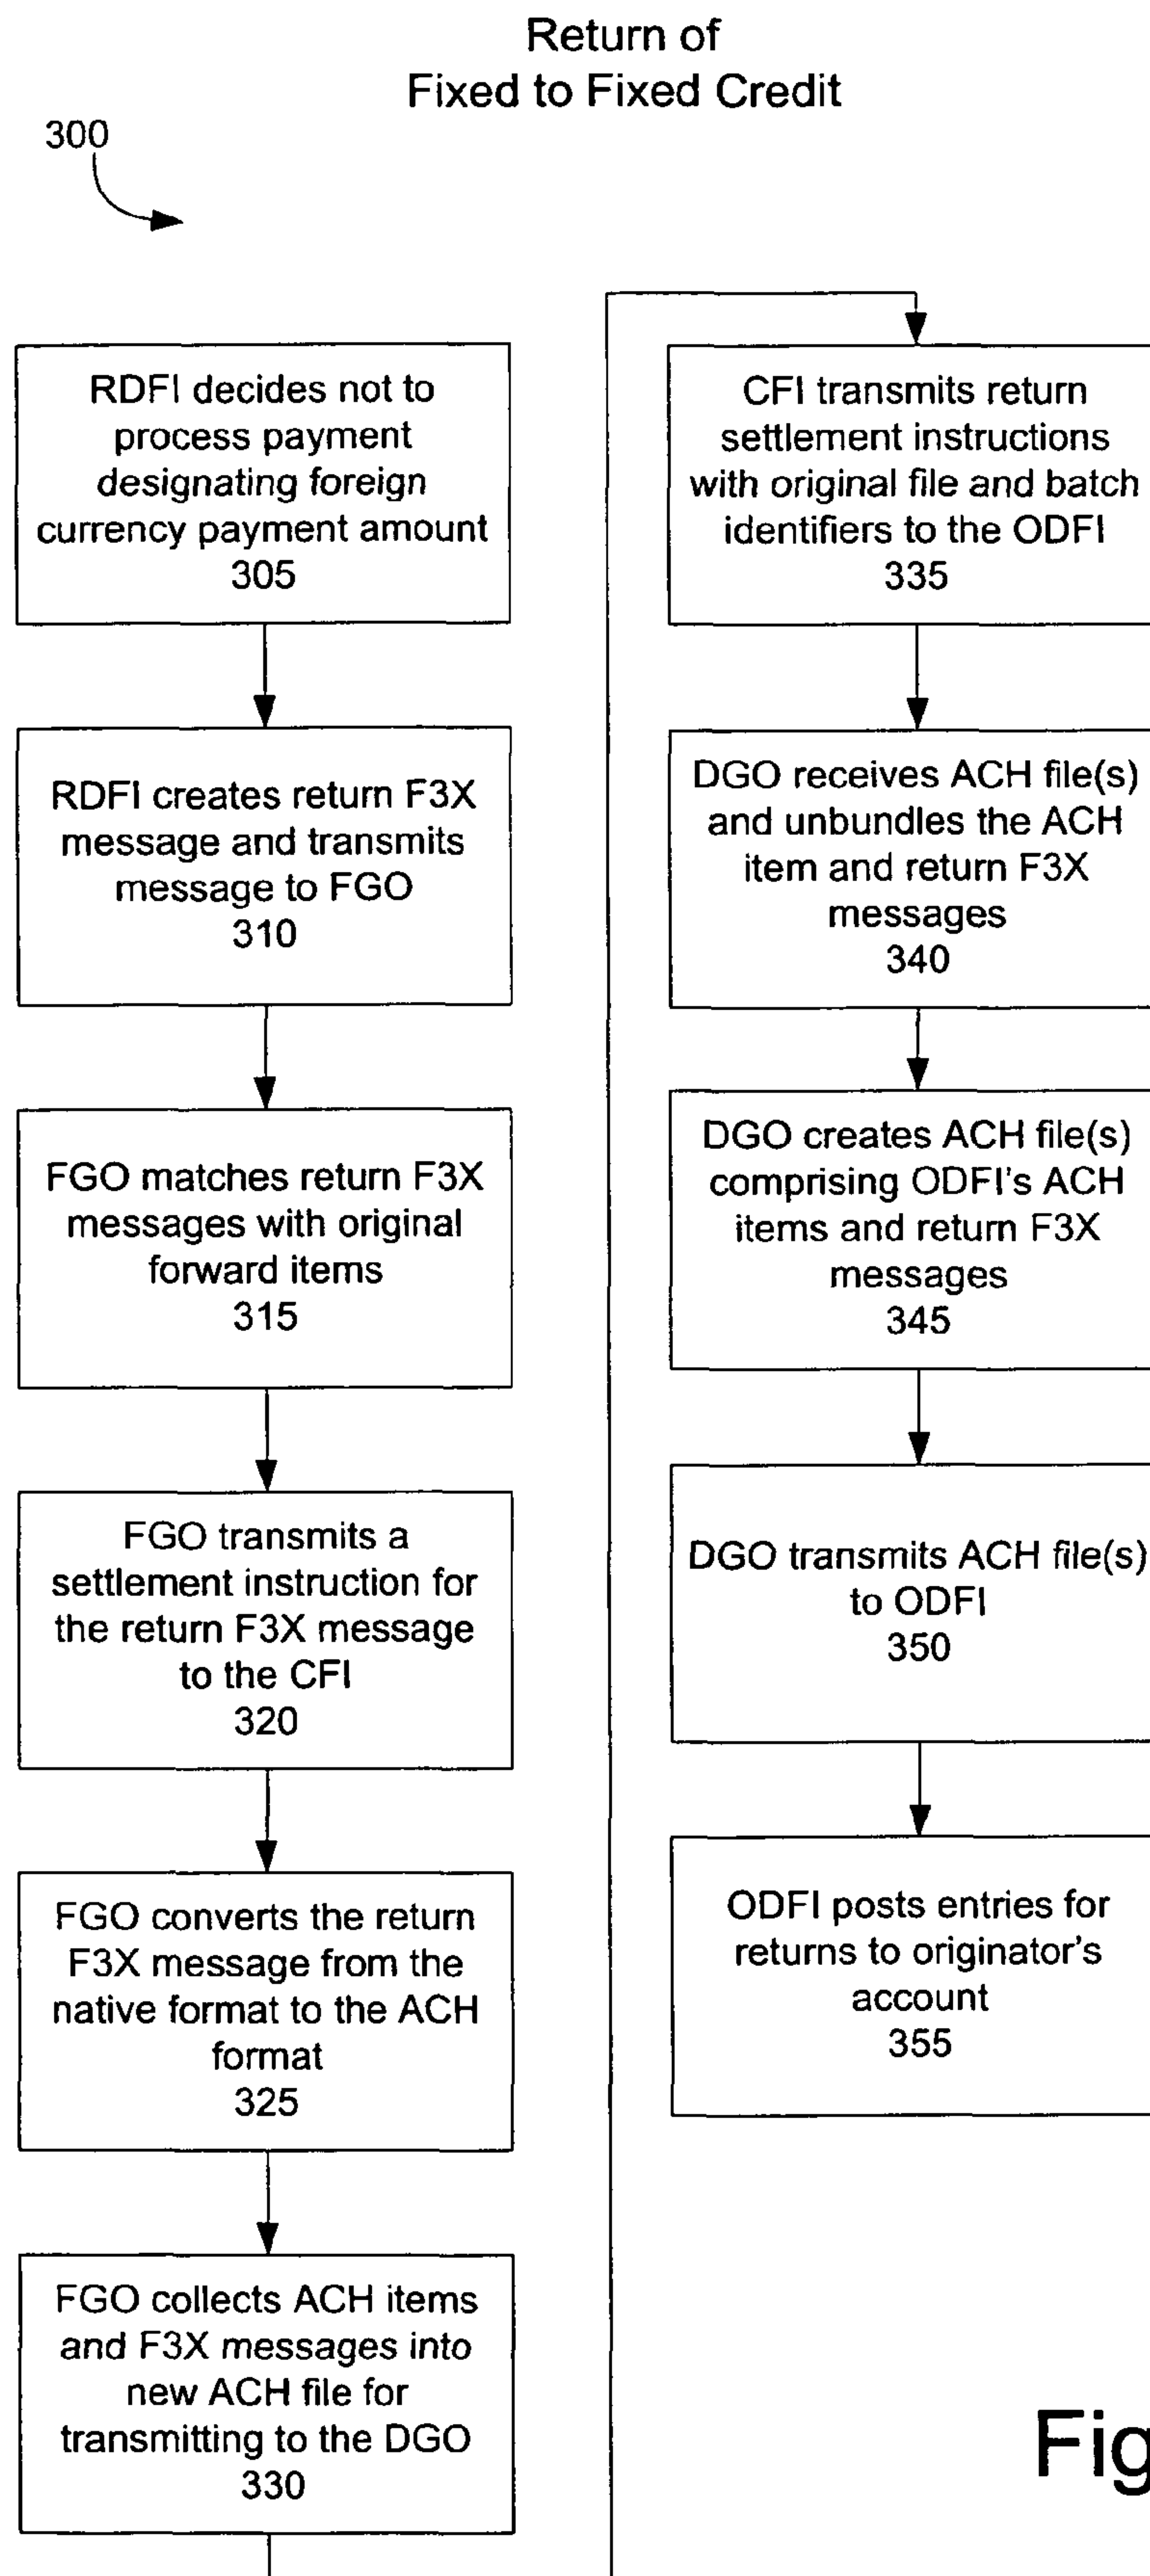 Return of
Fixed to Fixed Credit
300
RDFI decides not to
process payment
designating foreign
currency payment amount
305
RDFI creates return F3X
message and transmits
message to FGO
310
FGO matches return F3X
messages with original
forward items
315
FGO transmits a
settlement instruction for
the return F3X message
to the CFI
320
FGO converts the return
F3X message from the
native format to the ACH
format
325
FGO collects ACH items
and F3X messages into
new ACH file for
transmitting to the DGO
330
CFI transmits return
settlement instructions
with original file and batch
identifiers to the ODFI
335
DGO receives ACH file(s)
and unbundles the ACH
item and return F3X
messages
340
DGO creates ACH file(s)
comprising ODFI's ACH
items and return F3X
messages
345
DGO transmits ACH file(s)
to ODFI
350
ODFI posts entries for
returns to originator's
account
355
Fig